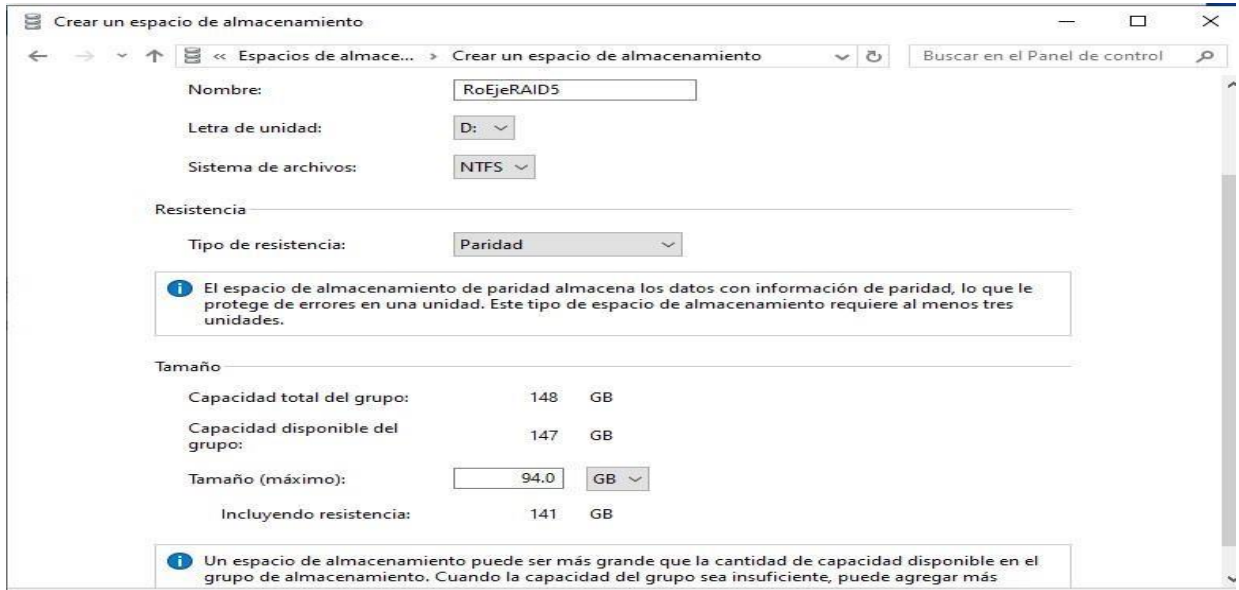 Crear un espacio de almacenamiento
« Espacios de almace... › Crear un espacio de almacenamiento
Buscar en el Panel de control
Nombre: RoEjeRAID5
Letra de unidad: D:
Sistema de archivos: NTFS
Resistencia
Tipo de resistencia: Paridad
El espacio de almacenamiento de paridad almacena los datos con información de paridad, lo que le
protege de errores en una unidad. Este tipo de espacio de almacenamiento requiere al menos tres
unidades.
Tamaño
Capacidad total del grupo: 148 GB
Capacidad disponible del
grupo: 147 GB
Tamaño (máximo): 94.0 GB
Incluyendo resistencia: 141 GB
Un espacio de almacenamiento puede ser más grande que la cantidad de capacidad disponible en el
grupo de almacenamiento. Cuando la capacidad del grupo sea insuficiente, puede agregar más